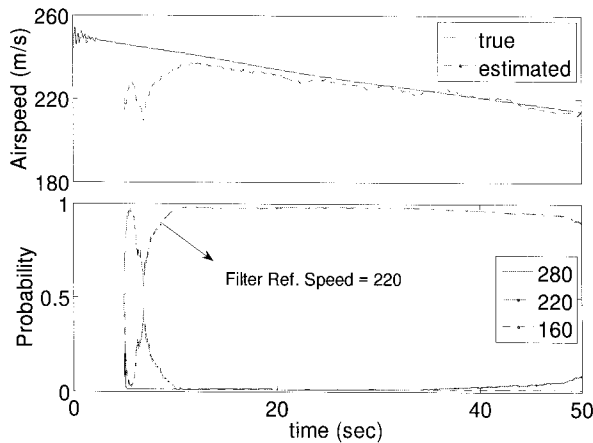 260
220
180
Airspeed (m/s)
true
estimated
1
0.5
0
Probability
Filter Ref. Speed = 220
280
220
160
0
20
40
50
time (sec)